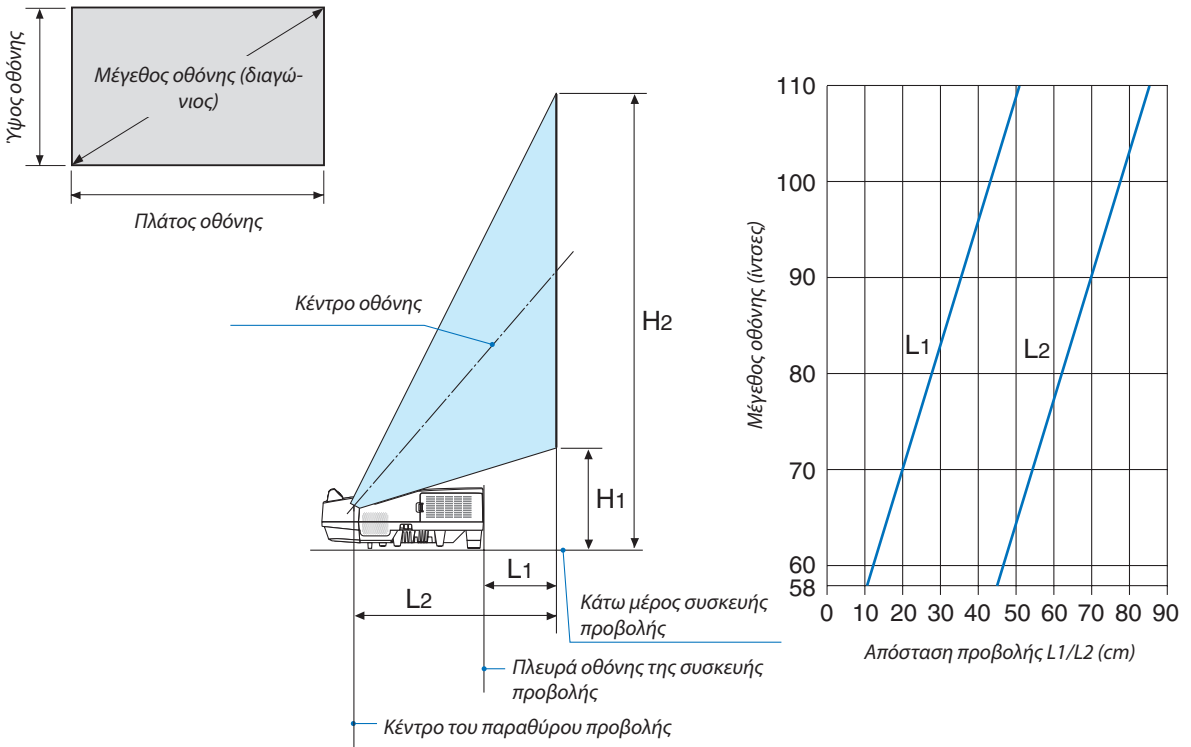 Ύψος οθόνης
Μέγεθος οθόνης (διαγώ-
νιος)
Πλάτος οθόνης
Κέντρο οθόνης
H2
H1
L1
L2
Κάτω μέρος συσκευής
προβολής
Πλευρά οθόνης της συσκευής
προβολής
Κέντρο του παραθύρου προβολής
Μέγεθος οθόνης (ίντσες)
110
100
90
80
70
60
58
L1
L2
0 10 20 30 40 50 60 70 80 90
Απόσταση προβολής L1/L2 (cm)